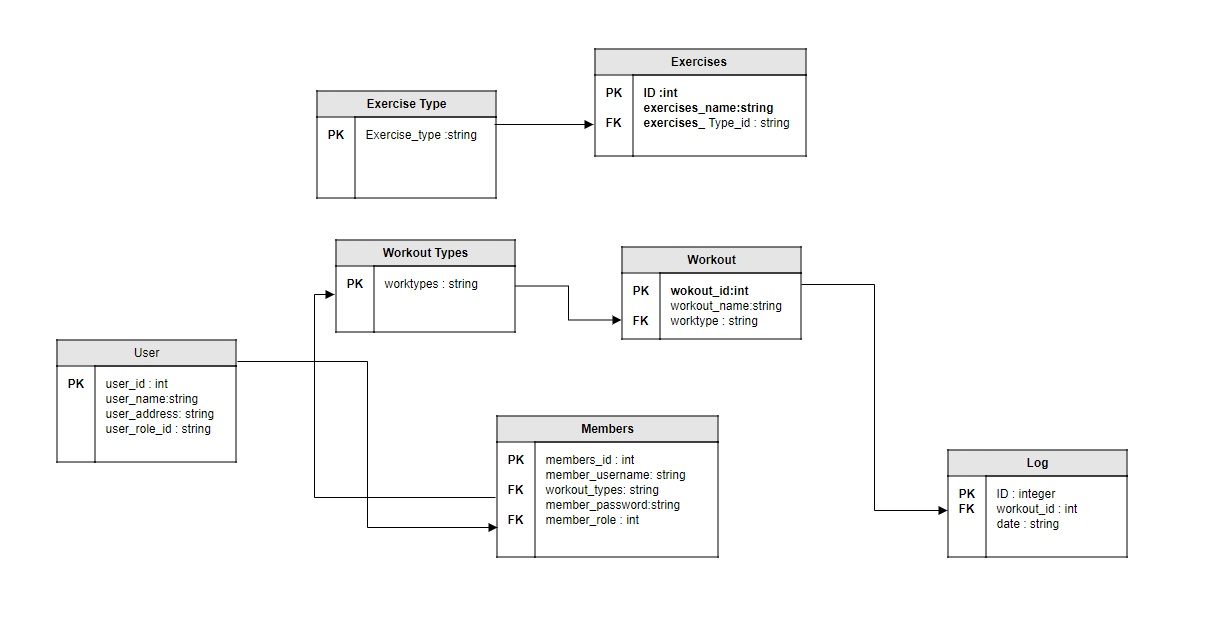 Exercises
PK ID :int
exercises_name:string
FK exercises_ Type_id : string
Exercise Type
PK Exercise_type :string
Workout Types
PK worktypes : string
Workout
PK wokout_id:int
workout_name:string
FK worktype : string
User
PK user_id : int
user_name:string
user_address: string
user_role_id : string
Members
PK members_id : int
member_username: string
FK workout_types: string
member_password:string
FK member_role : int
Log
PK ID : integer
FK workout_id : int
date : string